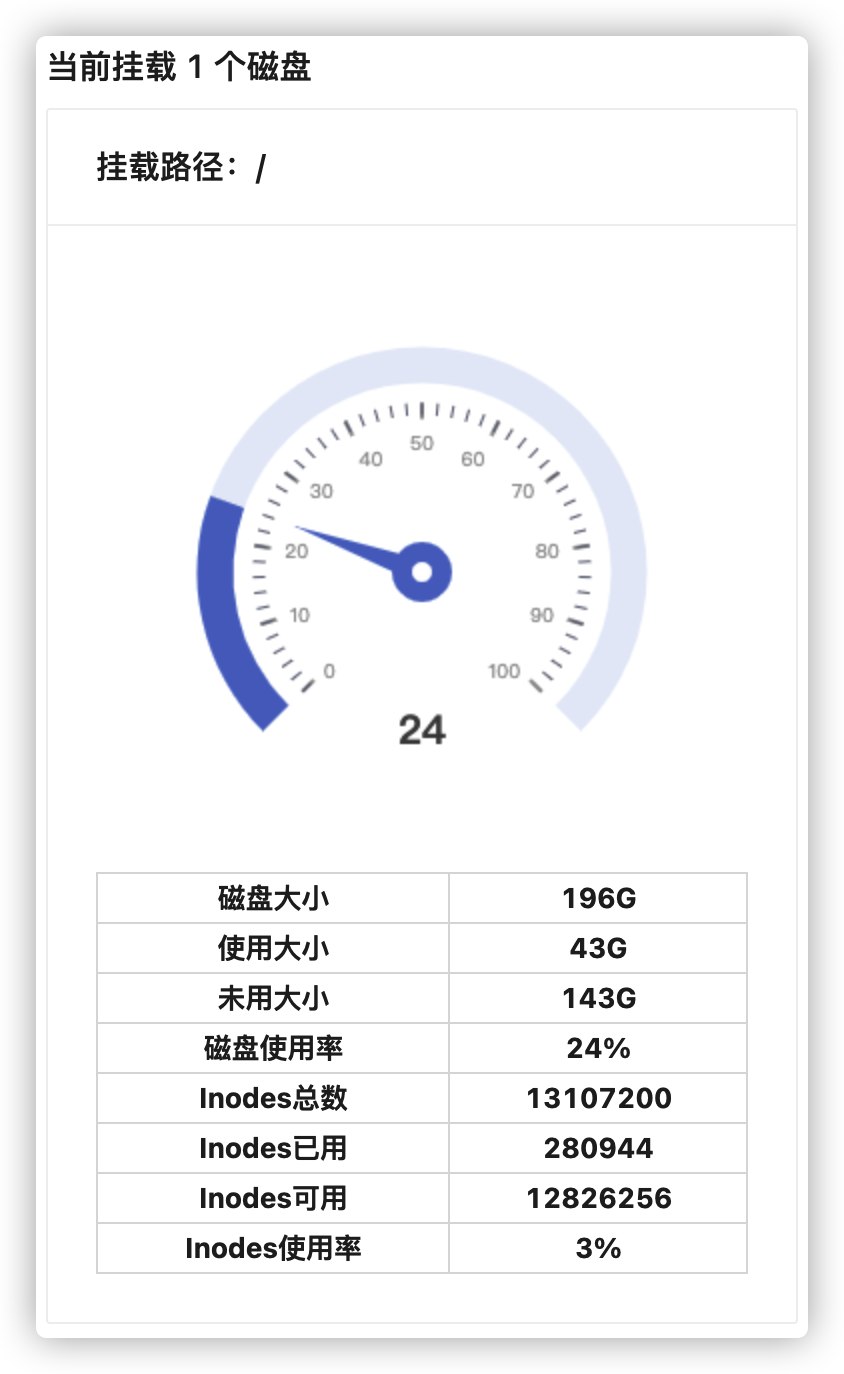 当前挂载 1 个磁盘
挂载路径：/
50
40 60
30 70
20 80
10 90
0 100
24
磁盘大小 196G
使用大小 43G
未用大小 143G
磁盘使用率 24%
Inodes总数 13107200
Inodes已用 280944
Inodes可用 12826256
Inodes使用率 3%